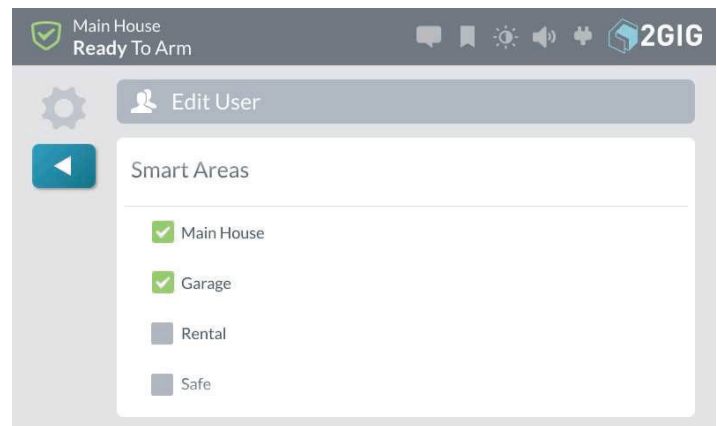 Main House
Ready To Arm
2GIG
Edit User
Smart Areas
Main House
Garage
Rental
Safe